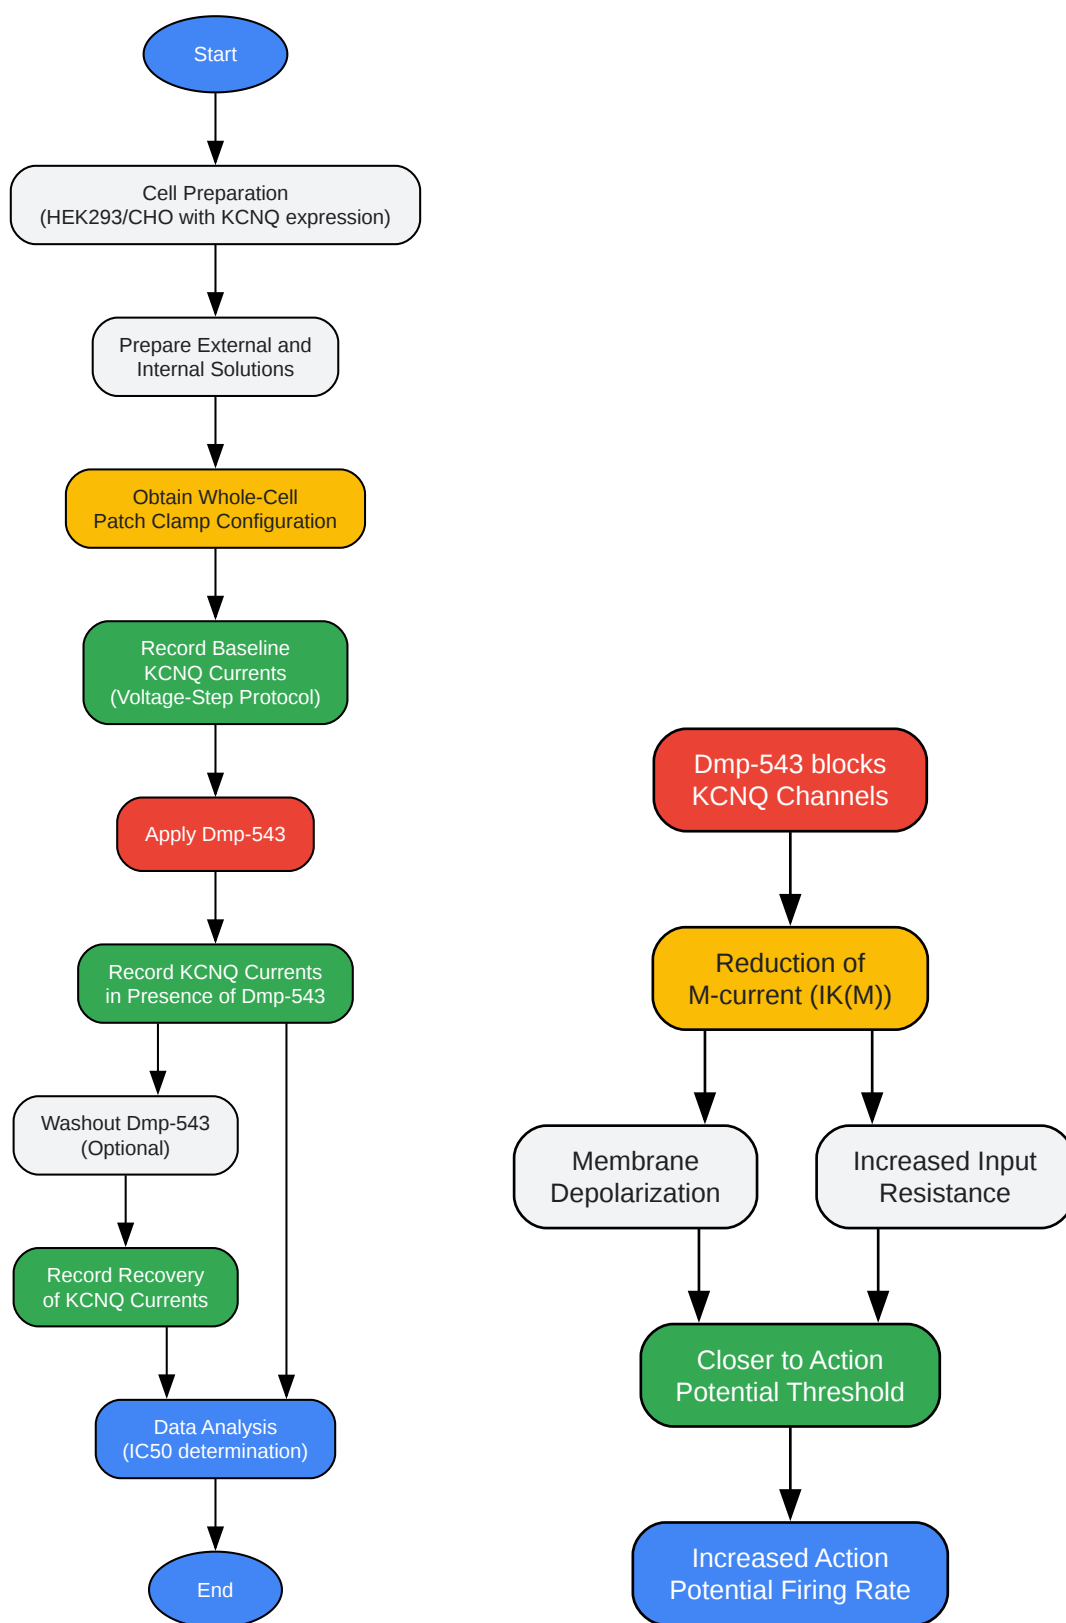 Start
Cell Preparation
(HEK293/CHO with KCNQ expression)
Prepare External and
Internal Solutions
Obtain Whole-Cell
Patch Clamp Configuration
Record Baseline
KCNQ Currents
(Voltage-Step Protocol)
Apply Dmp-543
Record KCNQ Currents
in Presence of Dmp-543
Washout Dmp-543
(Optional)
Record Recovery
of KCNQ Currents
Data Analysis
(IC50 determination)
End
Dmp-543 blocks
KCNQ Channels
Reduction of
M-current (IK(M))
Membrane
Depolarization
Increased Input
Resistance
Closer to Action
Potential Threshold
Increased Action
Potential Firing Rate